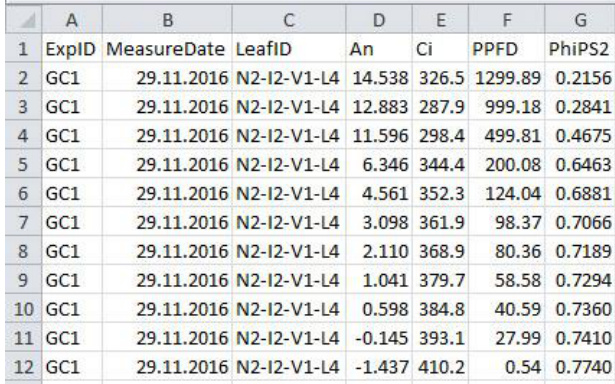 A B C D E F G
1 ExpID MeasureDate LeafID An Ci PPFD PhiPS2
2 GC1 29.11.2016 N2-I2-V1-L4 14.538 326.5 1299.89 0.2156
3 GC1 29.11.2016 N2-I2-V1-L4 12.883 287.9 999.18 0.2841
4 GC1 29.11.2016 N2-I2-V1-L4 11.596 298.4 499.81 0.4675
5 GC1 29.11.2016 N2-I2-V1-L4 6.346 344.4 200.08 0.6463
6 GC1 29.11.2016 N2-I2-V1-L4 4.561 352.3 124.04 0.6881
7 GC1 29.11.2016 N2-I2-V1-L4 3.098 361.9 98.37 0.7066
8 GC1 29.11.2016 N2-I2-V1-L4 2.110 368.9 80.36 0.7189
9 GC1 29.11.2016 N2-I2-V1-L4 1.041 379.7 58.58 0.7294
10 GC1 29.11.2016 N2-I2-V1-L4 0.598 384.8 40.59 0.7360
11 GC1 29.11.2016 N2-I2-V1-L4 -0.145 393.1 27.99 0.7410
12 GC1 29.11.2016 N2-I2-V1-L4 -1.437 410.2 0.54 0.7740